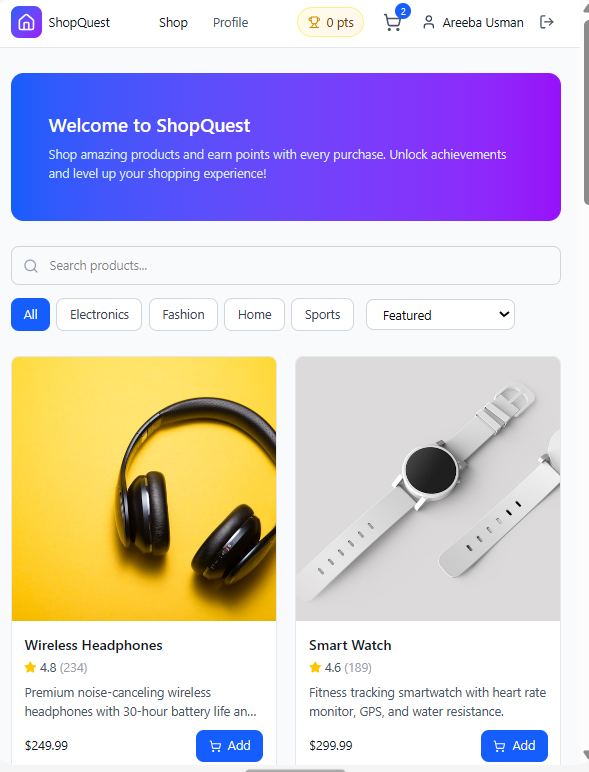 ShopQuest Shop Profile 0 pts 2 Areeba Usman
Welcome to ShopQuest
Shop amazing products and earn points with every purchase. Unlock achievements
and level up your shopping experience!
Search products...
All Electronics Fashion Home Sports Featured
Wireless Headphones
4.8 (234)
Premium noise-canceling wireless
headphones with 30-hour battery life an...
$249.99 Add
Smart Watch
4.6 (189)
Fitness tracking smartwatch with heart rate
monitor, GPS, and water resistance.
$299.99 Add